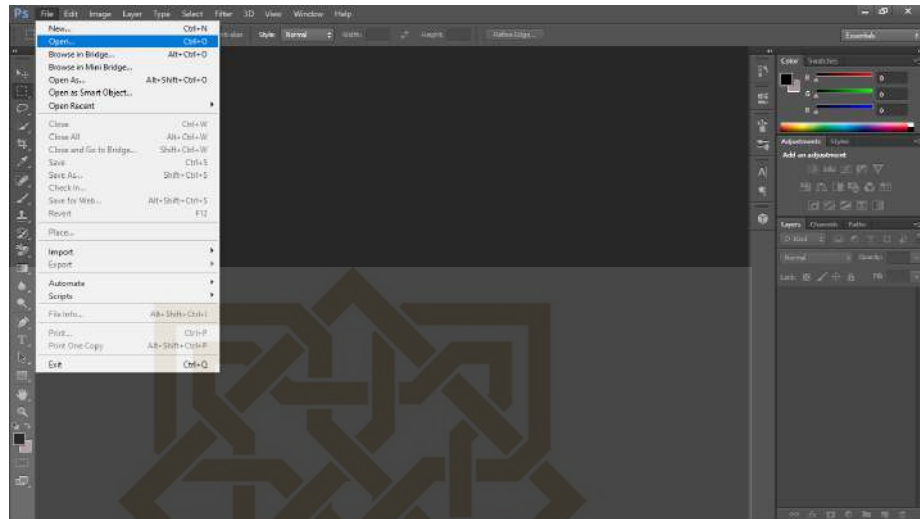 Ps File Edit Image Layer Type Select Filter 3D View Window Help
Style: Normal Width: Height: Refine Edge... Essentials
New... Ctrl+N
Open... Ctrl+O
Browse in Bridge... Alt+Ctrl+O
Browse in Mini Bridge...
Open As... Alt+Shift+Ctrl+O
Open as Smart Object...
Open Recent
Close Ctrl+W
Close All Alt+Ctrl+W
Close and Go to Bridge... Shift+Ctrl+W
Save Ctrl+S
Save As... Shift+Ctrl+S
Check In...
Save for Web... Alt+Shift+Ctrl+S
Revert F12
Place...
Import
Export
Automate
Scripts
File Info... Alt+Shift+Ctrl+I
Print... Ctrl+P
Print One Copy Alt+Shift+Ctrl+P
Exit Ctrl+Q
Color Swatches
R 0
G 0
B 0
Adjustments Styles
Add an adjustment
Layers Channels Paths
Kind
Normal Opacity:
Lock: Fill: